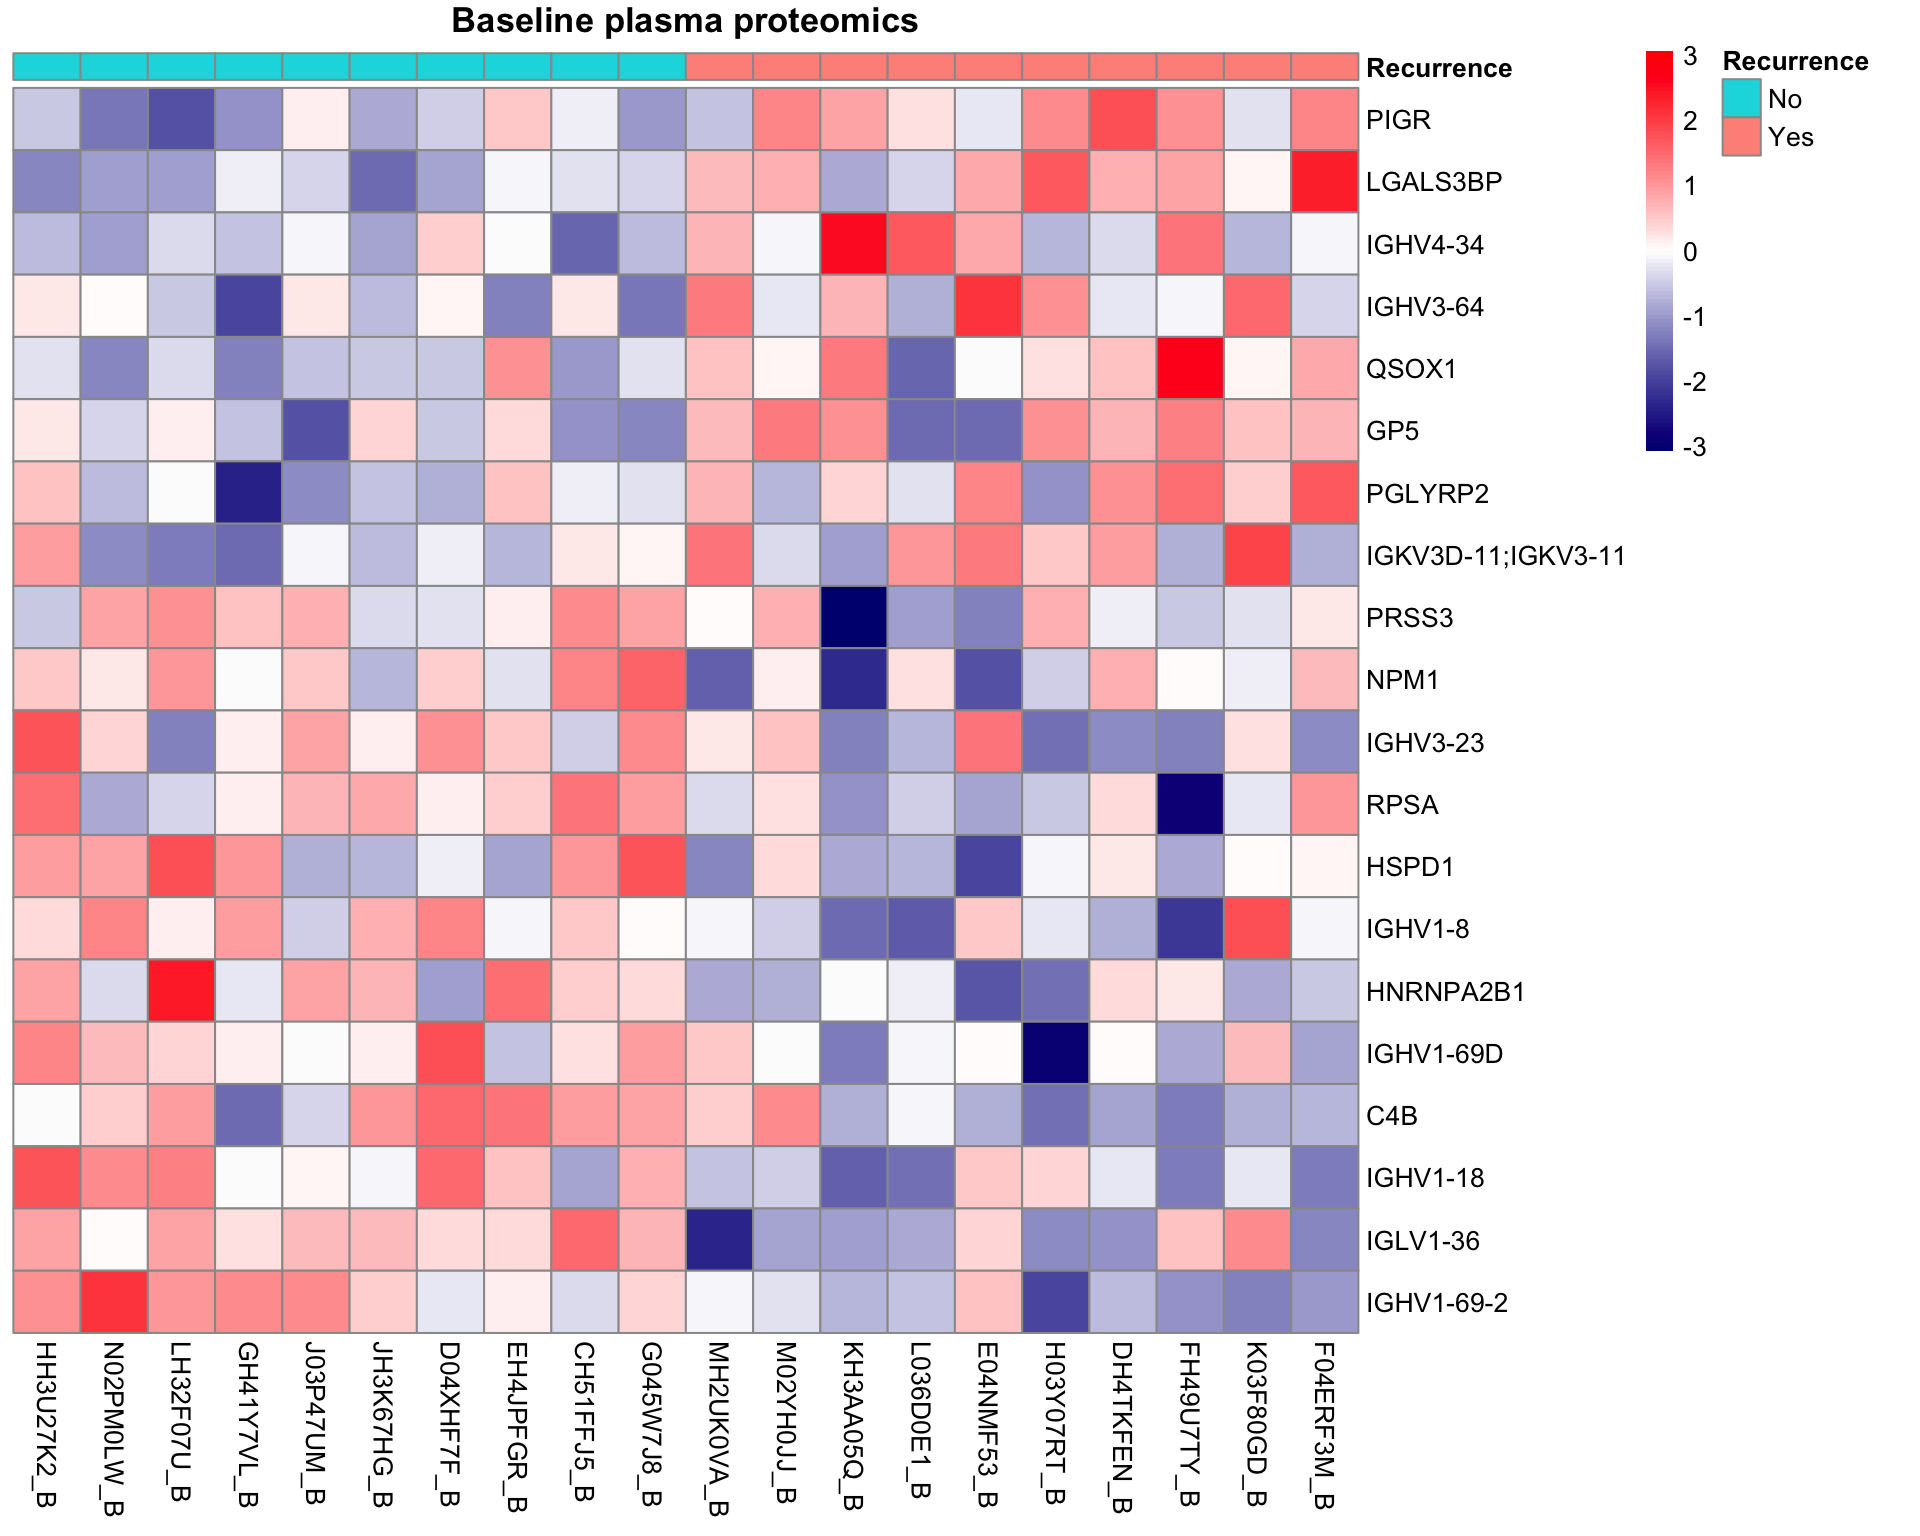 Baseline plasma proteomics
Recurrence
PIGR
LGALS3BP
IGHV4-34
IGHV3-64
QSOX1
GP5
PGLYRP2
IGKV3D-11;IGKV3-11
PRSS3
NPM1
IGHV3-23
RPSA
HSPD1
IGHV1-8
HNRNPA2B1
IGHV1-69D
C4B
IGHV1-18
IGLV1-36
IGHV1-69-2
HH3U27K2_B
N02PM0LW_B
LH32F07U_B
GH41Y7VL_B
J03P47UM_B
JH3K67HG_B
D04XHF7F_B
EH4JPFGR_B
CH51FFJ5_B
G045W7J8_B
MH2UK0VA_B
M02YH0JJ_B
KH3AA05Q_B
L036D0E1_B
E04NMF53_B
H03Y07RT_B
DH4TKFEN_B
FH49U7TY_B
K03F80GD_B
F04ERF3M_B
3
2
1
0
-1
-2
-3
Recurrence
No
Yes